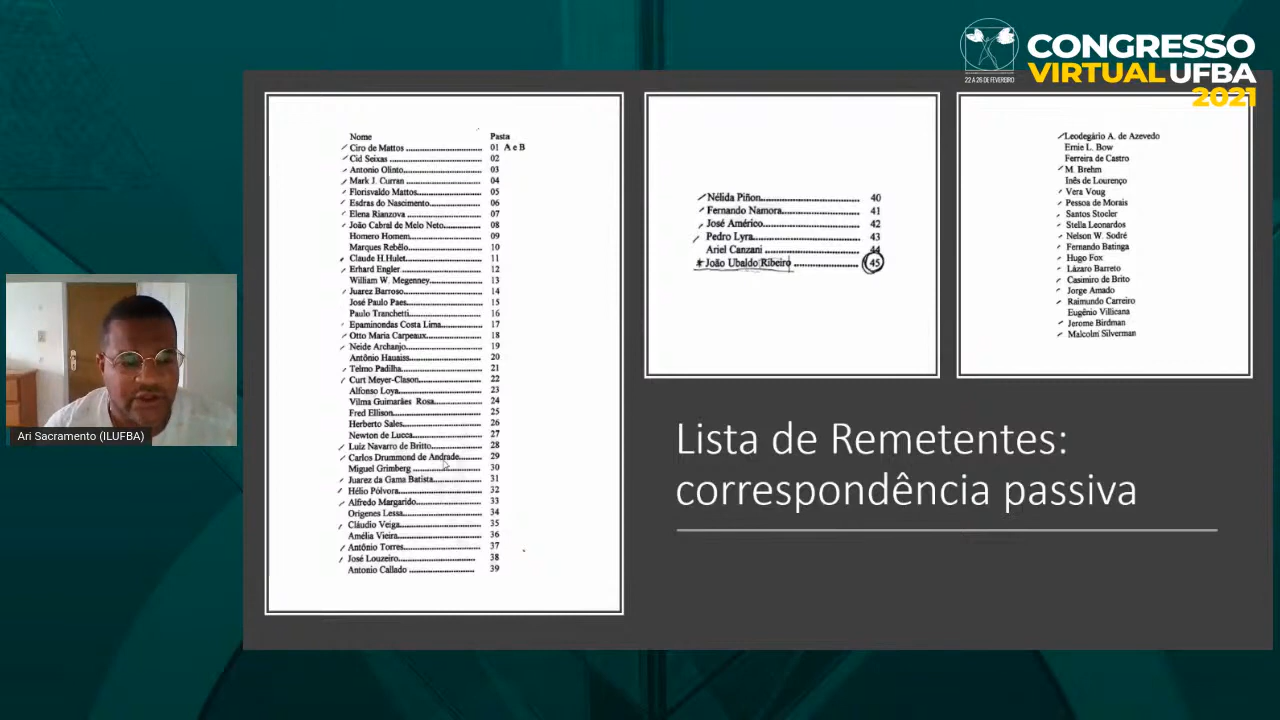 CONGRESSO
VIRTUAL UFBA
2021
22 A 26 DE FEVEREIRO
Nome Pasta
Ciro de Mattos .............................. 01 A e B
Cid Seixas .............................. 02
Antonio Olinto.............................. 03
Mark J. Curran .............................. 04
Florisvaldo Mattos.............................. 05
Esdras do Nascimento.............................. 06
Elena Rianzova .............................. 07
João Cabral de Melo Neto.............................. 08
Homero Homem.............................. 09
Marques Rebêlo.............................. 10
Claude H.Hulet.............................. 11
Erhard Engler .............................. 12
William W. Megenney.............................. 13
Juarez Barroso.............................. 14
José Paulo Paes.............................. 15
Paulo Tranchetti.............................. 16
Epaminondas Costa Lima.............................. 17
Otto Maria Carpeaux.............................. 18
Neide Archanjo.............................. 19
Antônio Hauaiss.............................. 20
Telmo Padilha.............................. 21
Curt Meyer-Clason.............................. 22
Alfonso Loya.............................. 23
Vilma Guimarães Rosa.............................. 24
Fred Ellison.............................. 25
Herberto Sales.............................. 26
Newton de Lucca.............................. 27
Luiz Navarro de Britto.............................. 28
Carlos Drummond de Andrade.............................. 29
Miguel Grimberg .............................. 30
Juarez da Gama Batista.............................. 31
Hélio Pólvora.............................. 32
Alfredo Margarido.............................. 33
Origenes Lessa.............................. 34
Cláudio Veiga.............................. 35
Amélia Vieira.............................. 36
Antônio Torres.............................. 37
José Louzeiro.............................. 38
Antonio Callado .............................. 39
Nélida Piñon.............................. 40
Fernando Namora.............................. 41
José Américo.............................. 42
Pedro Lyra.............................. 43
Ariel Canzani .............................. 44
João Ubaldo Ribeiro .............................. 45
Leodegário A. de Azevedo
Ernie L. Bow
Ferreira de Castro
M. Brehm
Inês de Lourenço
Vera Voug
Pessoa de Morais
Santos Stocler
Stella Leonardos
Nelson W. Sodré
Fernando Batinga
Hugo Fox
Lázaro Barreto
Casimiro de Brito
Jorge Amado
Raimundo Carreiro
Eugênio Villicana
Jerome Birdman
Malcolm Silverman
Lista de Remetentes:
correspondência passiva
Ari Sacramento (ILUFBA)